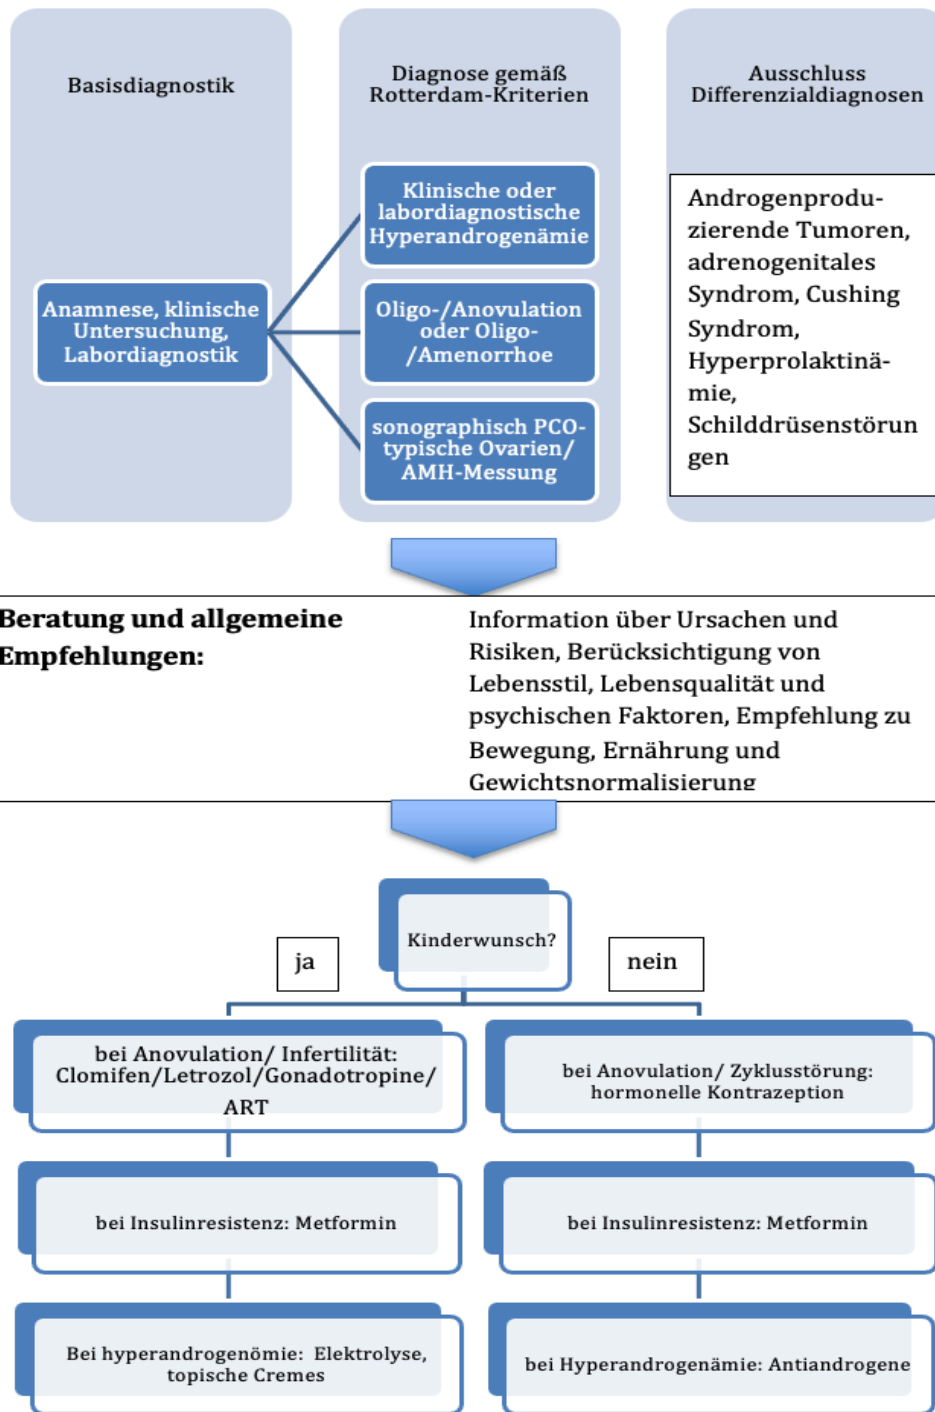 Basisdiagnostik
Diagnose gemäß
Rotterdam-Kriterien
Ausschluss
Differenzialdiagnosen
Anamnese, klinische
Untersuchung,
Labordiagnostik
Klinische oder
labordiagnostische
Hyperandrogenämie
Oligo-/Anovulation
oder Oligo-
/Amenorrhoe
sonographisch PCO-
typische Ovarien/
AMH-Messung
Androgenprodu-
zierende Tumoren,
adrenogenitales
Syndrom, Cushing
Syndrom,
Hyperprolaktinä-
mie,
Schilddrüsenstörun
gen
Beratung und allgemeine
Empfehlungen:
Information über Ursachen und
Risiken, Berücksichtigung von
Lebensstil, Lebensqualität und
psychischen Faktoren, Empfehlung zu
Bewegung, Ernährung und
Gewichtsnormalisierung
Kinderwunsch?
ja
nein
bei Anovulation/ Infertilität:
Clomifen/Letrozol/Gonadotropine/
ART
bei Anovulation/ Zyklusstörung:
hormonelle Kontrazeption
bei Insulinresistenz: Metformin
bei Insulinresistenz: Metformin
Bei hyperandrogenömie: Elektrolyse,
topische Cremes
bei Hyperandrogenämie: Antiandrogene